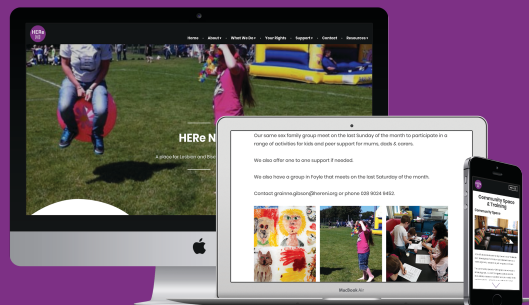 HERe
NI
Home
About
What We Do
Your Rights
Support
Contact
Resources
HERe N
A place for Lesbian and Bise
Our same sex family group meet on the last Sunday of the month to participate in a
range of activities for kids and peer support for mums, dads & carers.
We also offer one to one support if needed.
We also have a group in Foyle that meets on the last Saturday of the month.
Contact grainne.gibson@hereni.org or phone 028 9024 9452.
MacBook Air
Community Space
& Training
Community Space